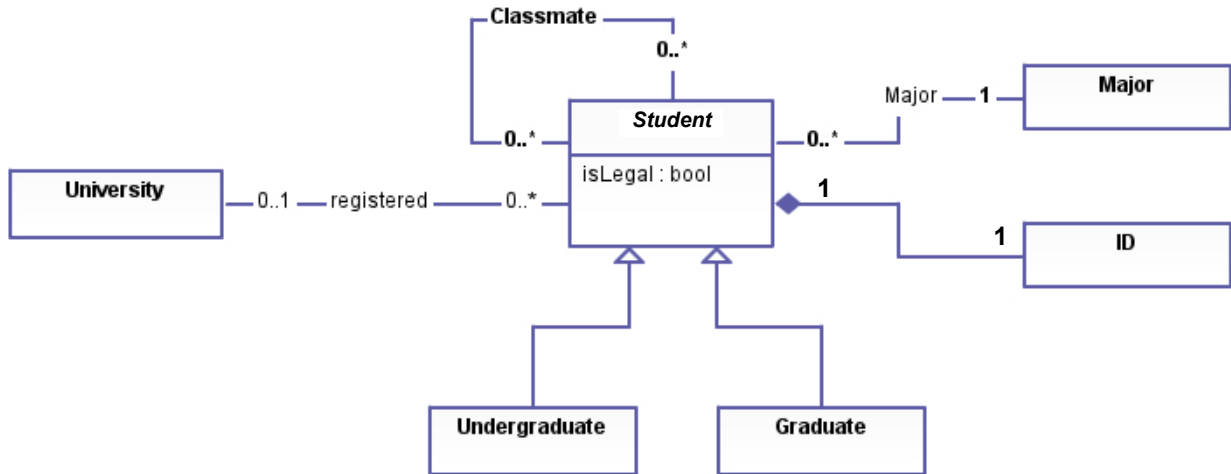 Classmate
0..*
Major 1 Major
Student
0..* 0..*
isLegal : bool
University
0..1 registered 0..*
1
1 ID
Undergraduate Graduate